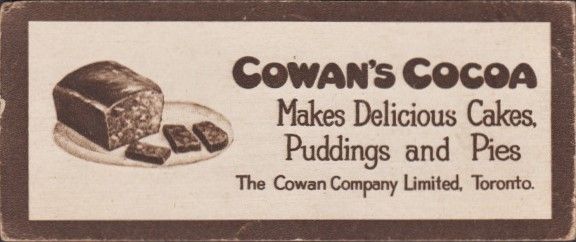 COWAN'S COCOA
Makes Delicious Cakes,
Puddings and Pies
The Cowan Company Limited, Toronto.